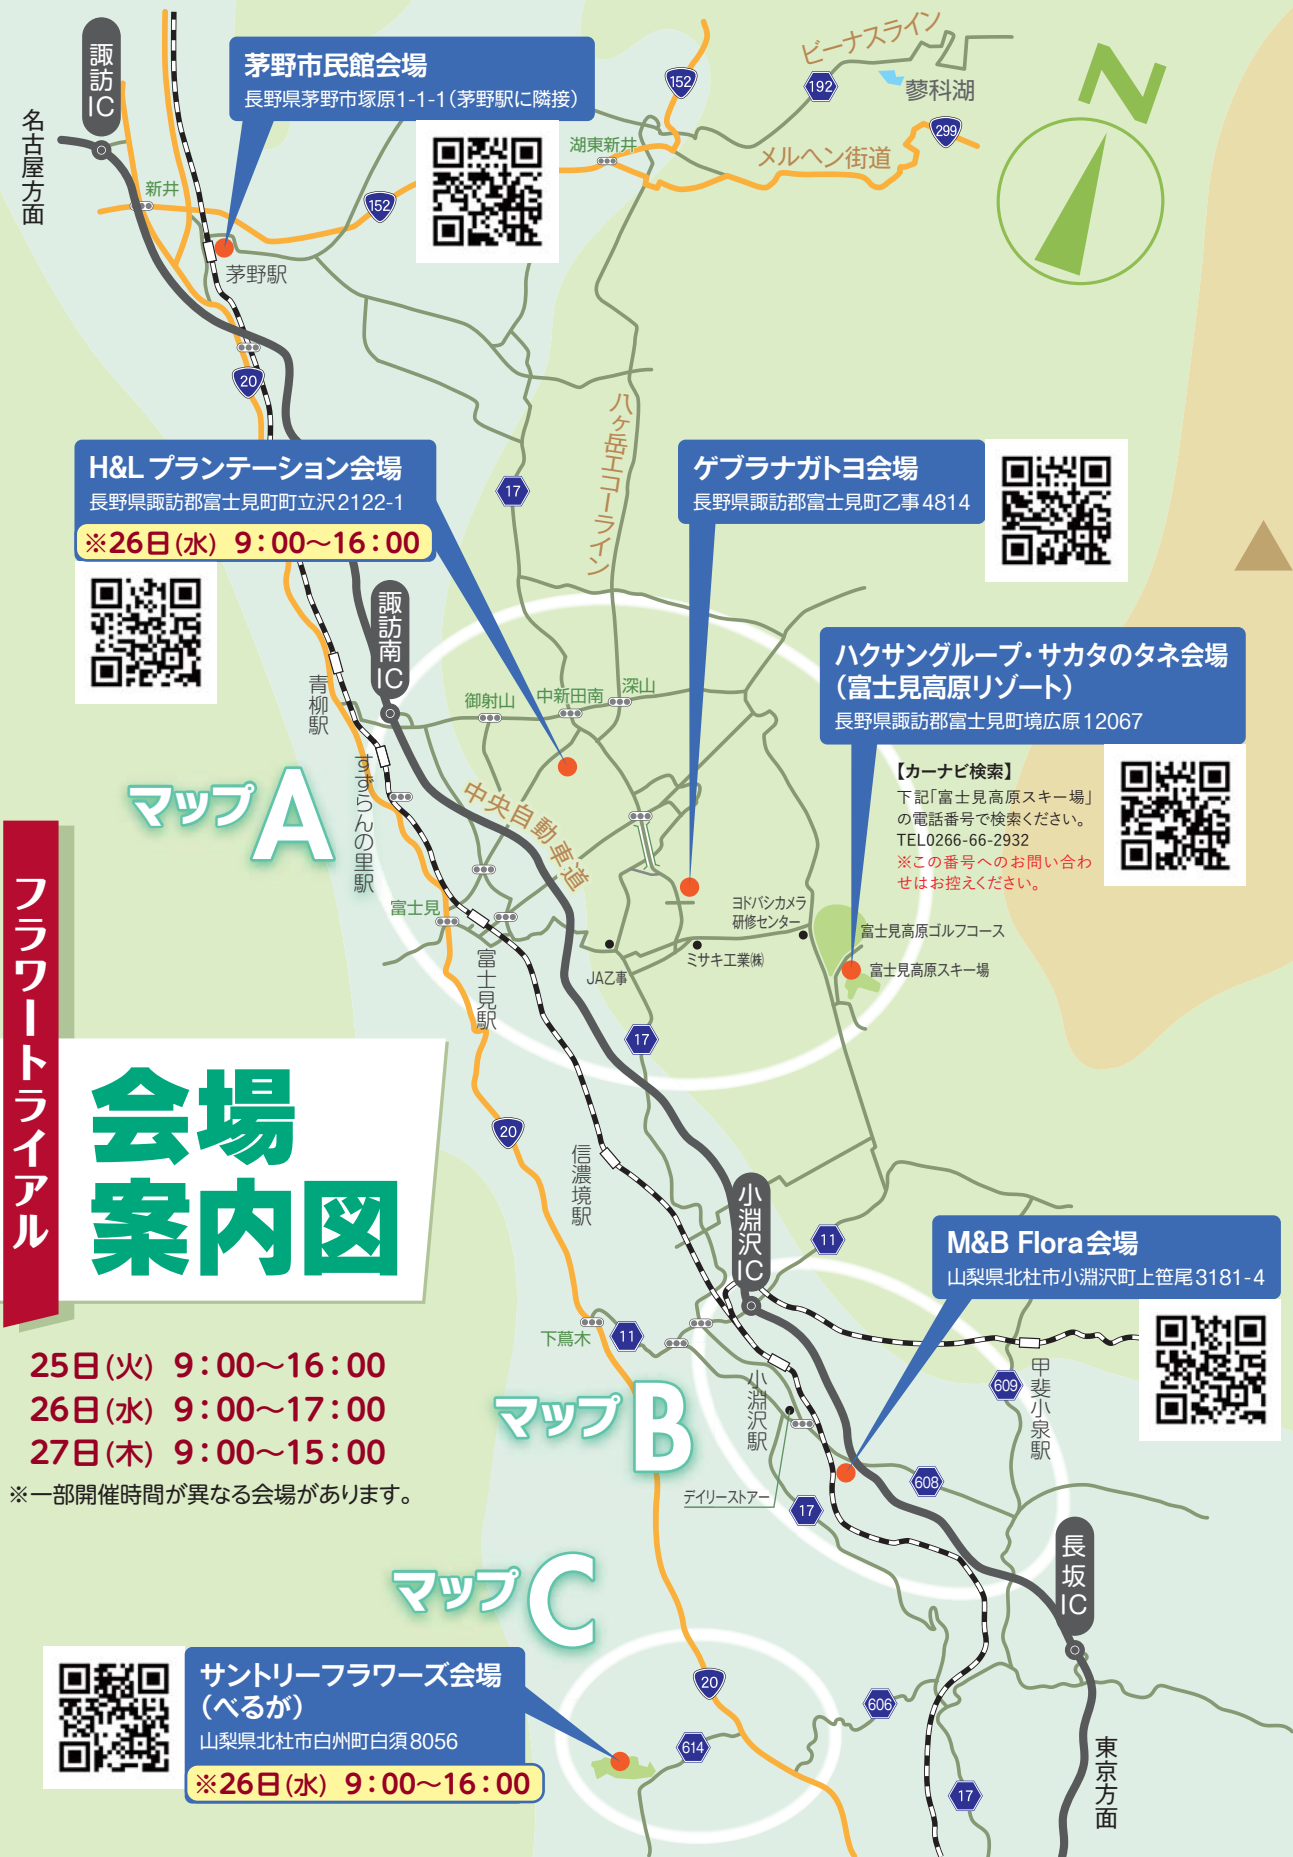 諏訪IC
名古屋方面
茅野市民館会場
長野県茅野市塚原1-1-1(茅野駅に隣接)
152
192
ビーナスライン
蓼科湖
299
メルヘン街道
湖東新井
N
新井
152
茅野駅
20
八ヶ岳エコーライン
17
H&L プランテーション会場
長野県諏訪郡富士見町町立沢2122-1
※26日(水) 9:00〜16:00
ゲブラナガトヨ会場
長野県諏訪郡富士見町乙事4814
諏訪南IC
青柳駅
御射山
中新田南
深山
ハクサングループ・サカタのタネ会場
(富士見高原リゾート)
長野県諏訪郡富士見町境広原12067
【カーナビ検索】
下記「富士見高原スキー場」
の電話番号で検索ください。
TEL0266-66-2932
※この番号へのお問い合わ
せはお控えください。
マップA
すずらんの里駅
中央自動車道
富士見
富士見駅
ヨドバシカメラ
研修センター
ミサキ工業㈱
JA乙事
富士見高原ゴルフコース
富士見高原スキー場
17
フラワートライアル
会場
案内図
20
信濃境駅
小淵沢IC
11
M&B Flora会場
山梨県北杜市小淵沢町上笹尾3181-4
下蔦木
11
25日(火) 9:00〜16:00
26日(水) 9:00〜17:00
27日(木) 9:00〜15:00
※一部開催時間が異なる会場があります。
マップB
小淵沢駅
609
甲斐小泉駅
608
デイリーストアー
17
長坂IC
マップC
サントリーフラワーズ会場
(べるが)
山梨県北杜市白州町白須8056
※26日(水) 9:00〜16:00
20
614
606
17
東京方面